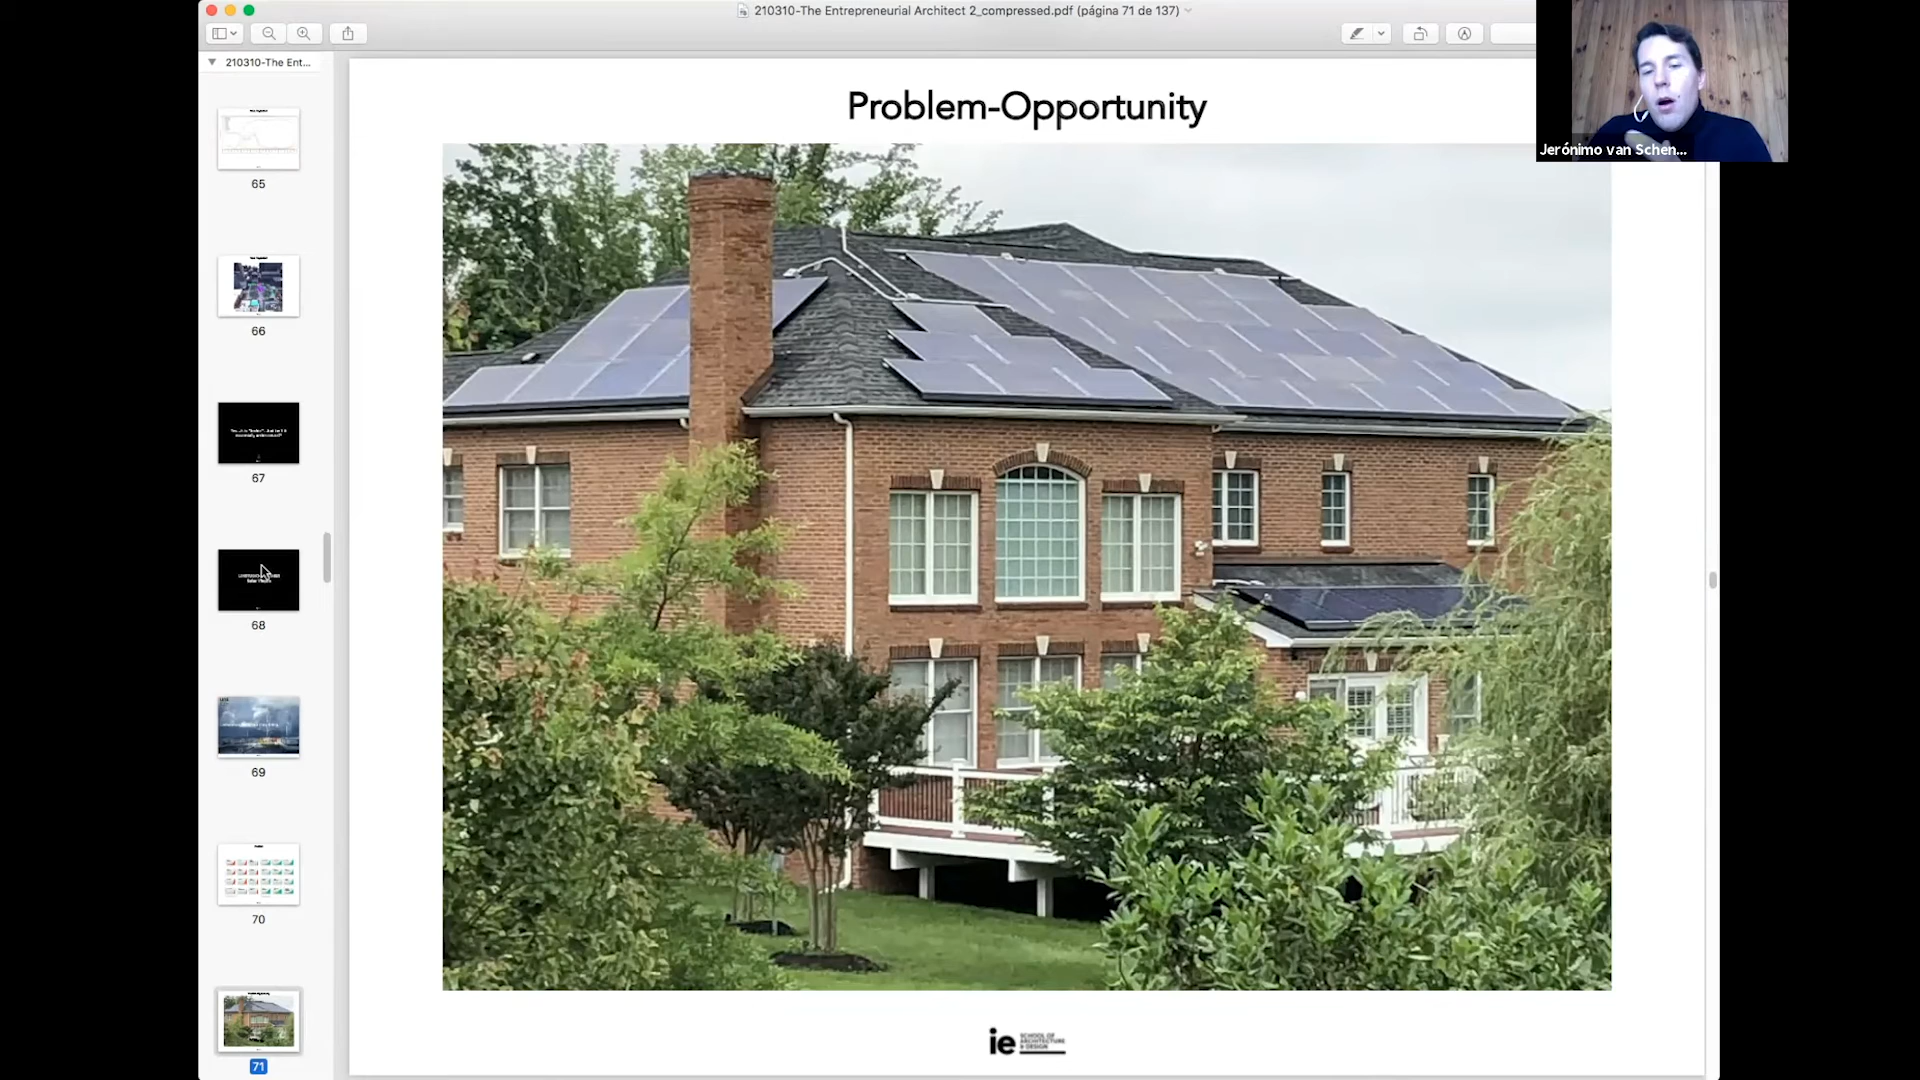 210310-The Entrepreneurial Architect 2_compressed.pdf (página 71 de 137)
210310-The Ent...
65
66
67
68
69
70
71
Problem-Opportunity
Jerónimo van Schen...
ie SCHOOL OF
ARCHITECTURE
& DESIGN